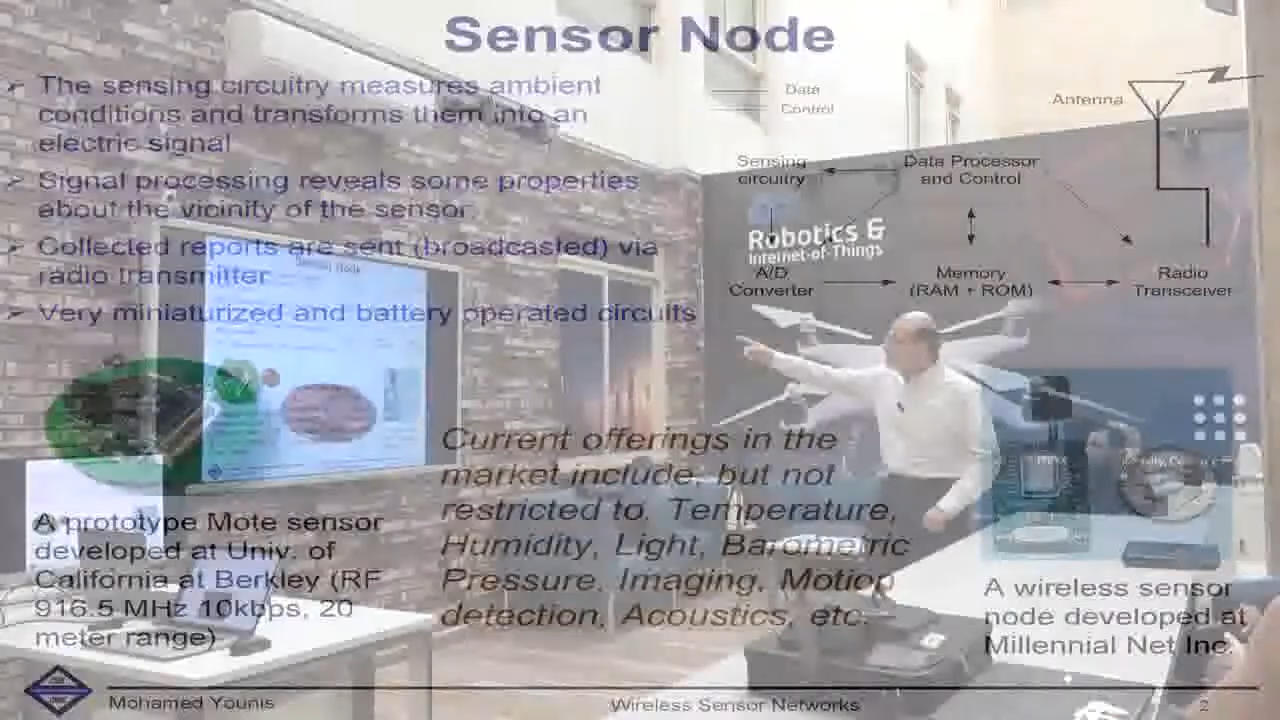 Sensor Node
The sensing circuitry measures ambient
conditions and transforms them into an
electric signal
Signal processing reveals some properties
about the vicinity of the sensor
Collected reports are sent (broadcasted) via
radio transmitter
Very miniaturized and battery operated circuits
Data
Control
Antenna
Sensing
circuitry
Data Processor
and Control
Robotics &
Internet-of-Things
A/D
Converter
Memory
(RAM + ROM)
Radio
Transceiver
Sensor Node
A prototype Mote sensor
developed at Univ. of
California at Berkley (RF
916.5 MHz 10kbps, 20
meter range)
Current offerings in the
market include, but not
restricted to, Temperature,
Humidity, Light, Barometric
Pressure, Imaging, Motion
detection, Acoustics, etc.
A wireless sensor
node developed at
Millennial Net Inc.
Mohamed Younis
Wireless Sensor Networks
2